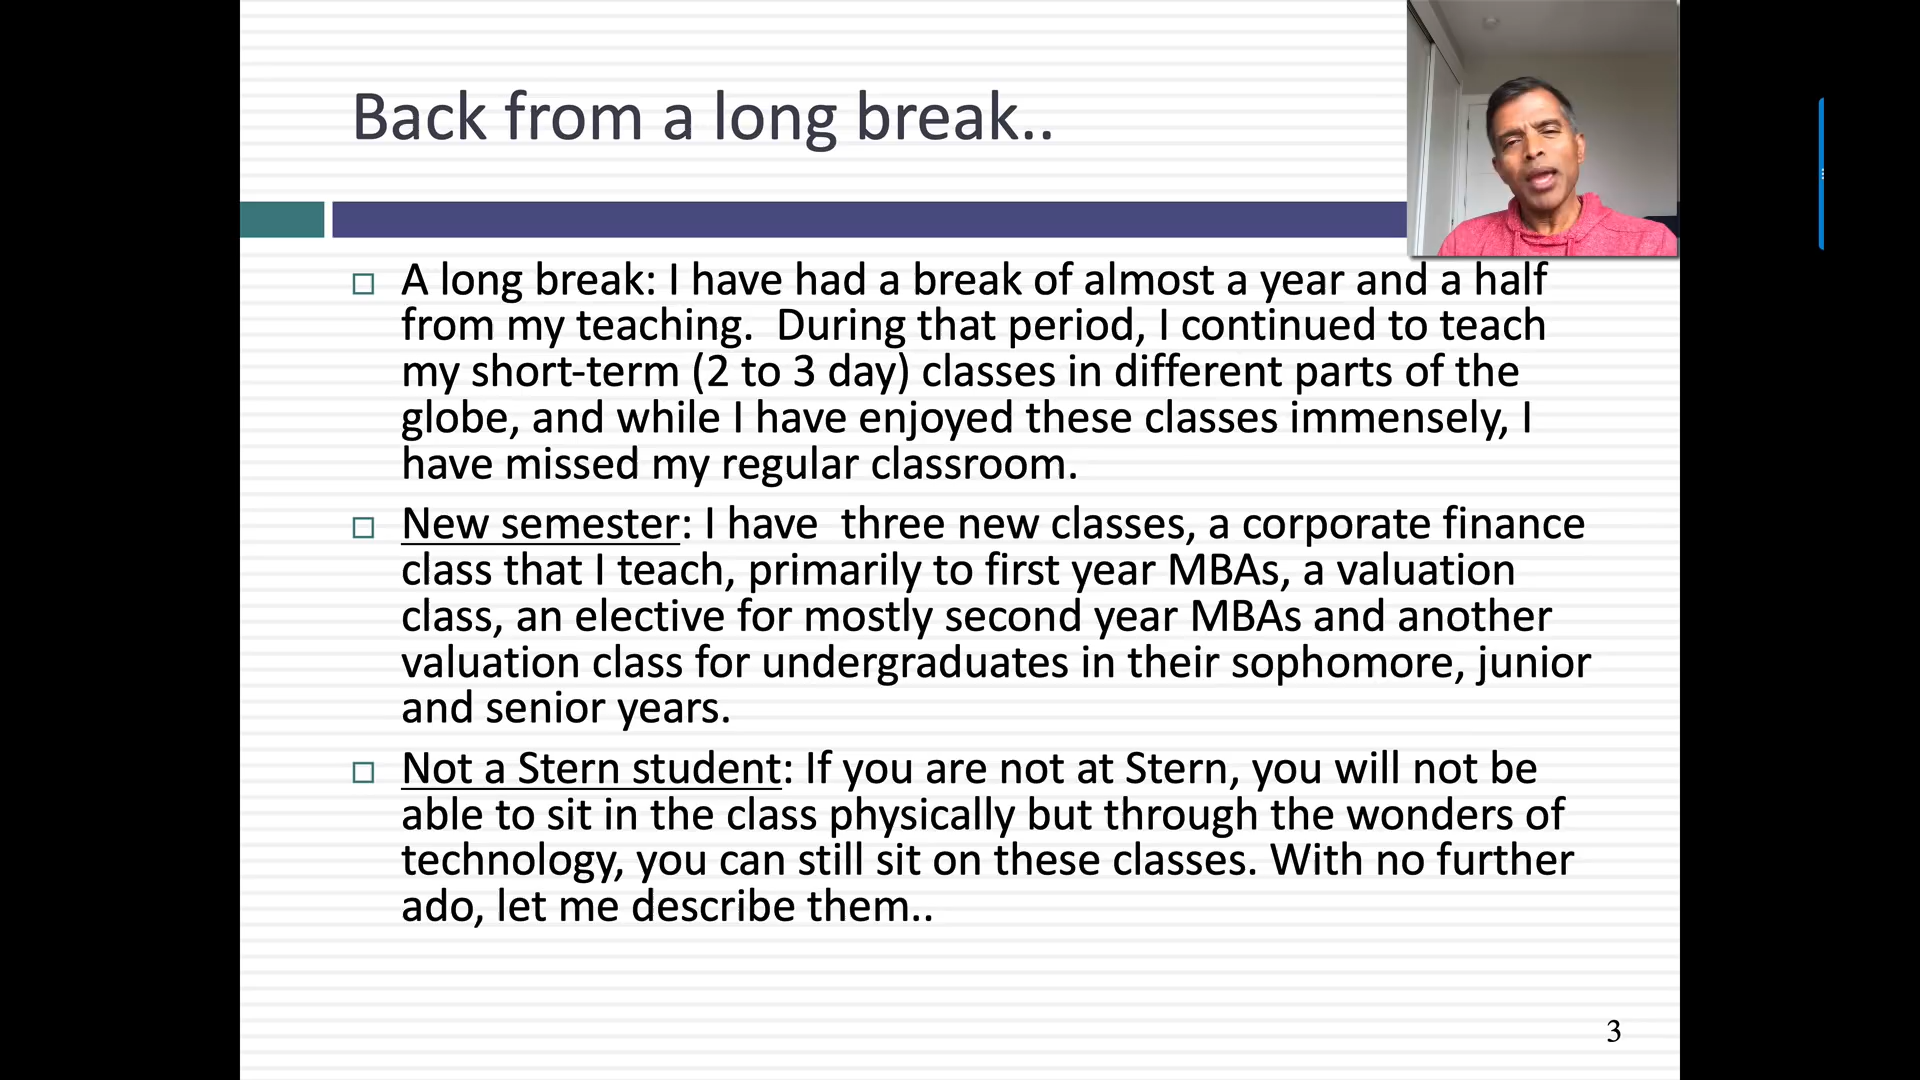 Back from a long break..
A long break: I have had a break of almost a year and a half
from my teaching.  During that period, I continued to teach
my short-term (2 to 3 day) classes in different parts of the
globe, and while I have enjoyed these classes immensely, I
have missed my regular classroom.
New semester: I have  three new classes, a corporate finance
class that I teach, primarily to first year MBAs, a valuation
class, an elective for mostly second year MBAs and another
valuation class for undergraduates in their sophomore, junior
and senior years.
Not a Stern student: If you are not at Stern, you will not be
able to sit in the class physically but through the wonders of
technology, you can still sit on these classes. With no further
ado, let me describe them..
3